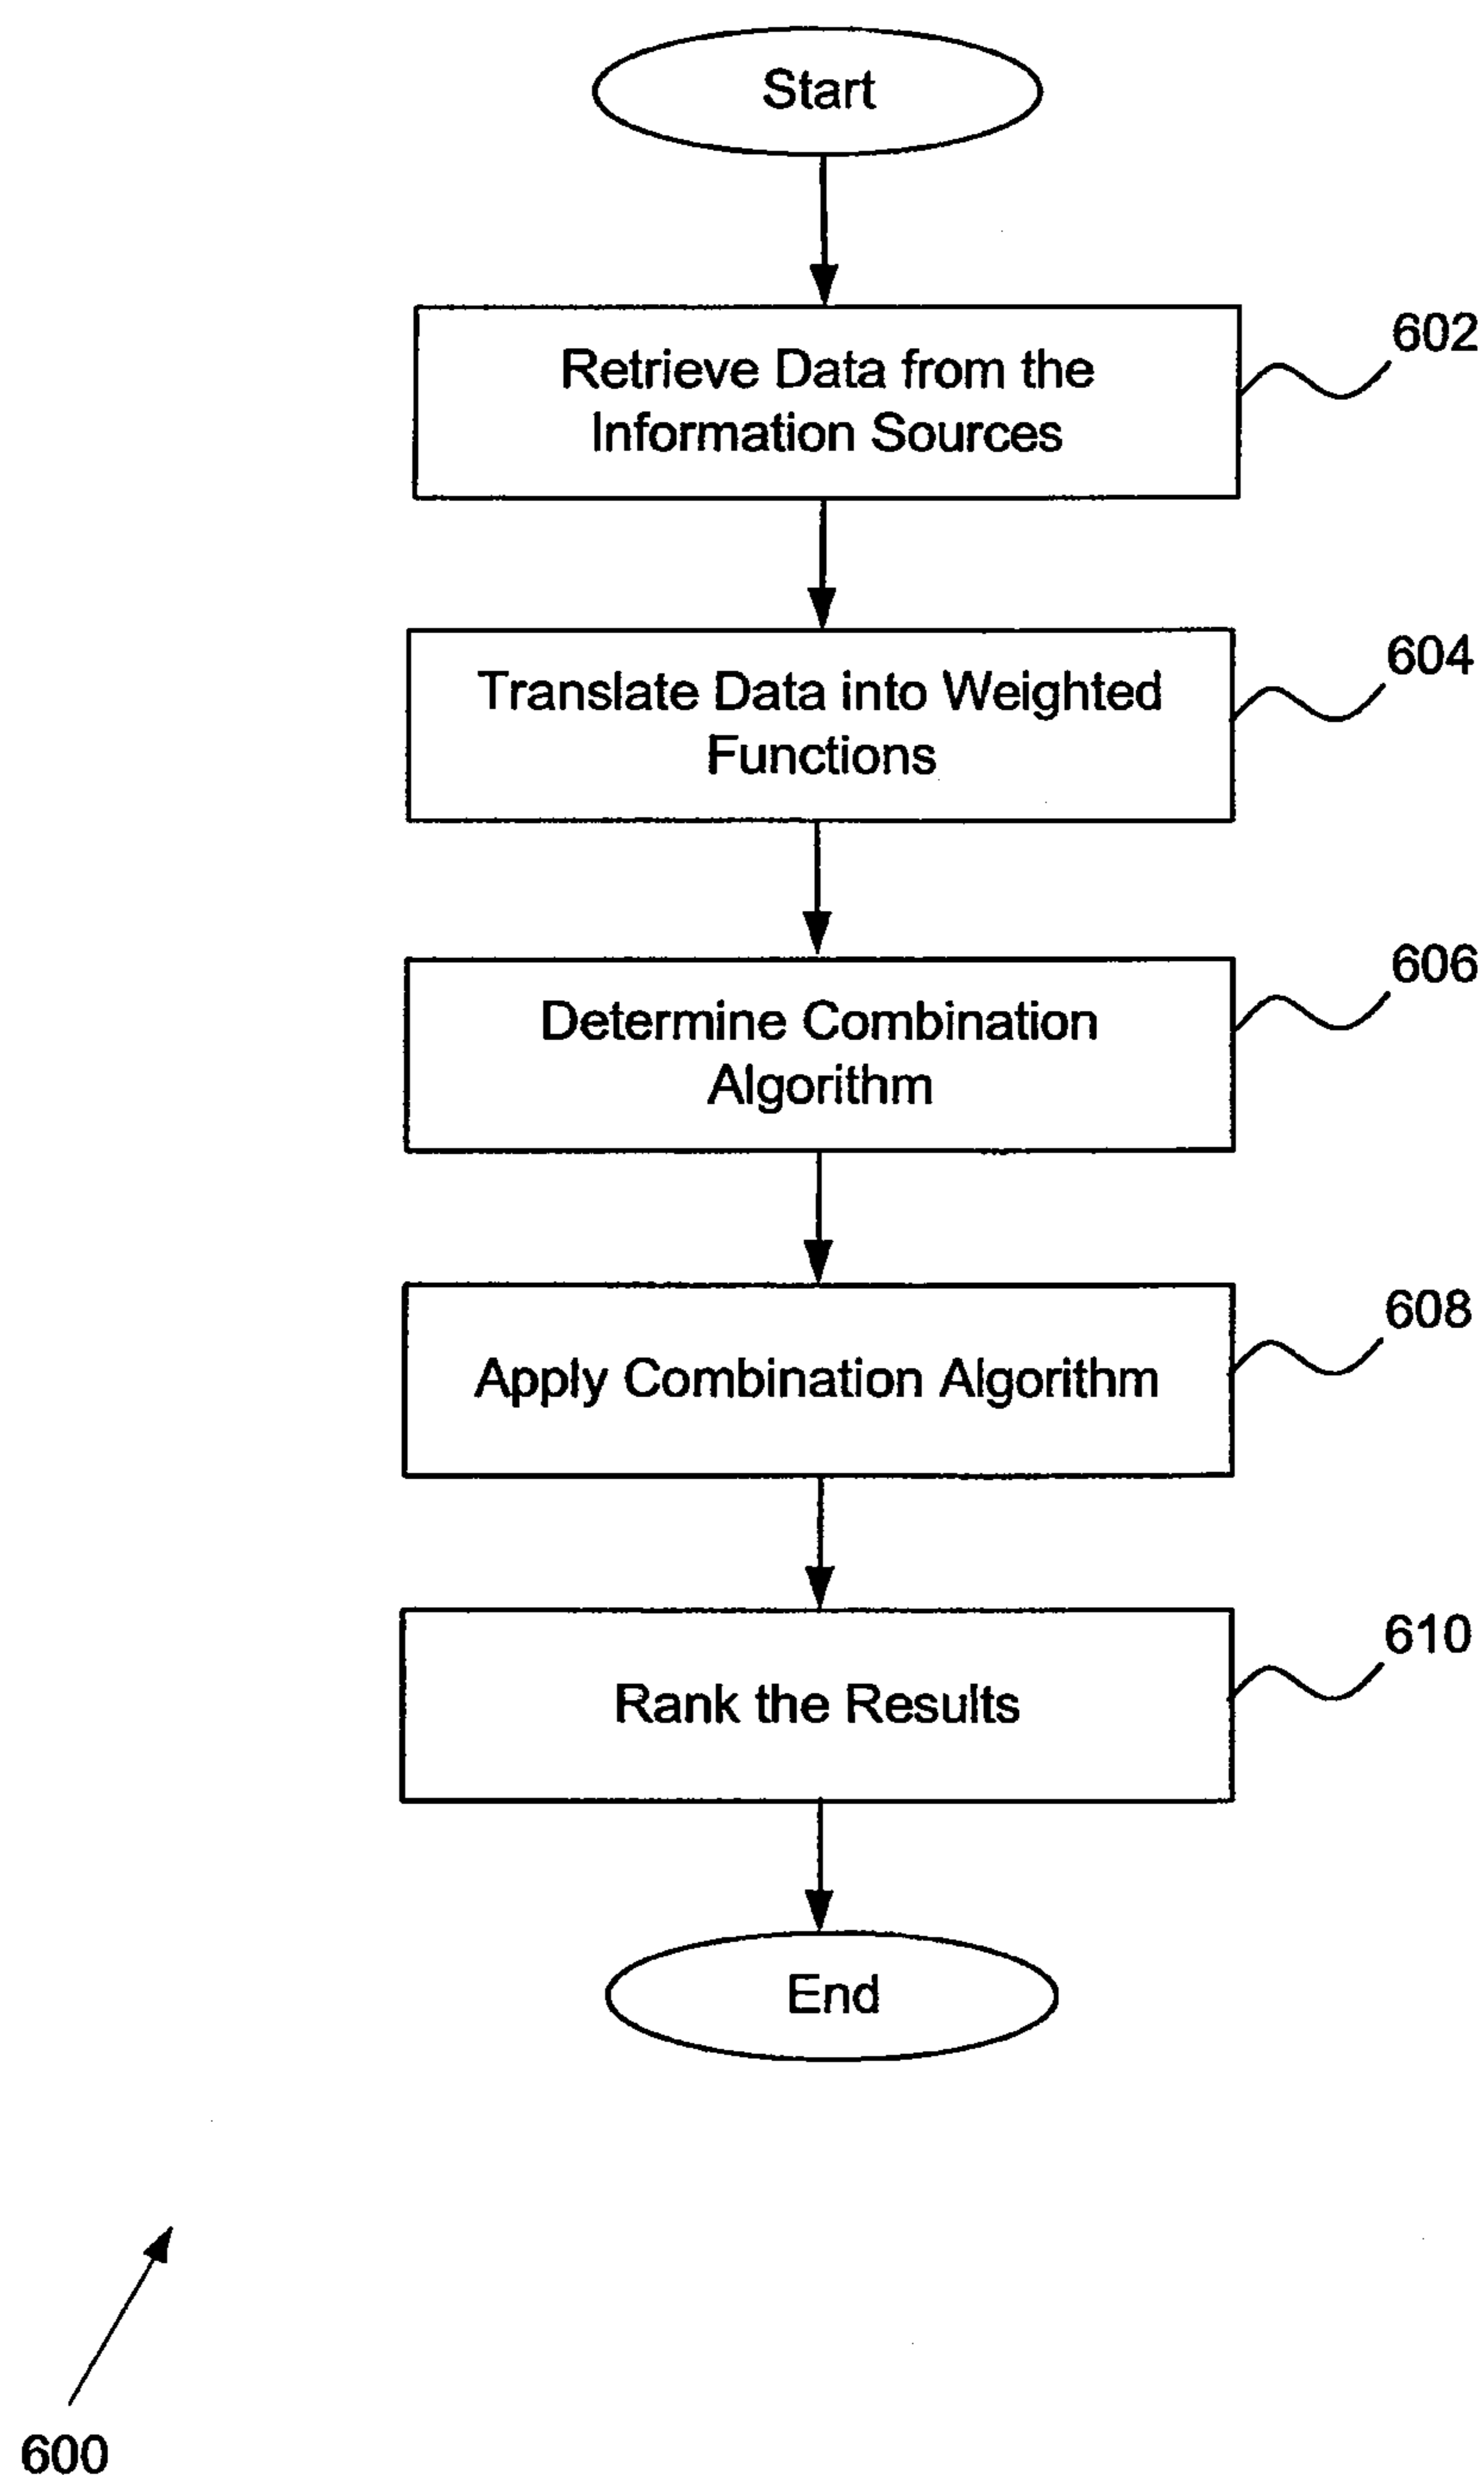 Start
Retrieve Data from the
Information Sources
602
Translate Data into Weighted
Functions
604
Determine Combination
Algorithm
606
Apply Combination Algorithm
608
Rank the Results
610
End
600